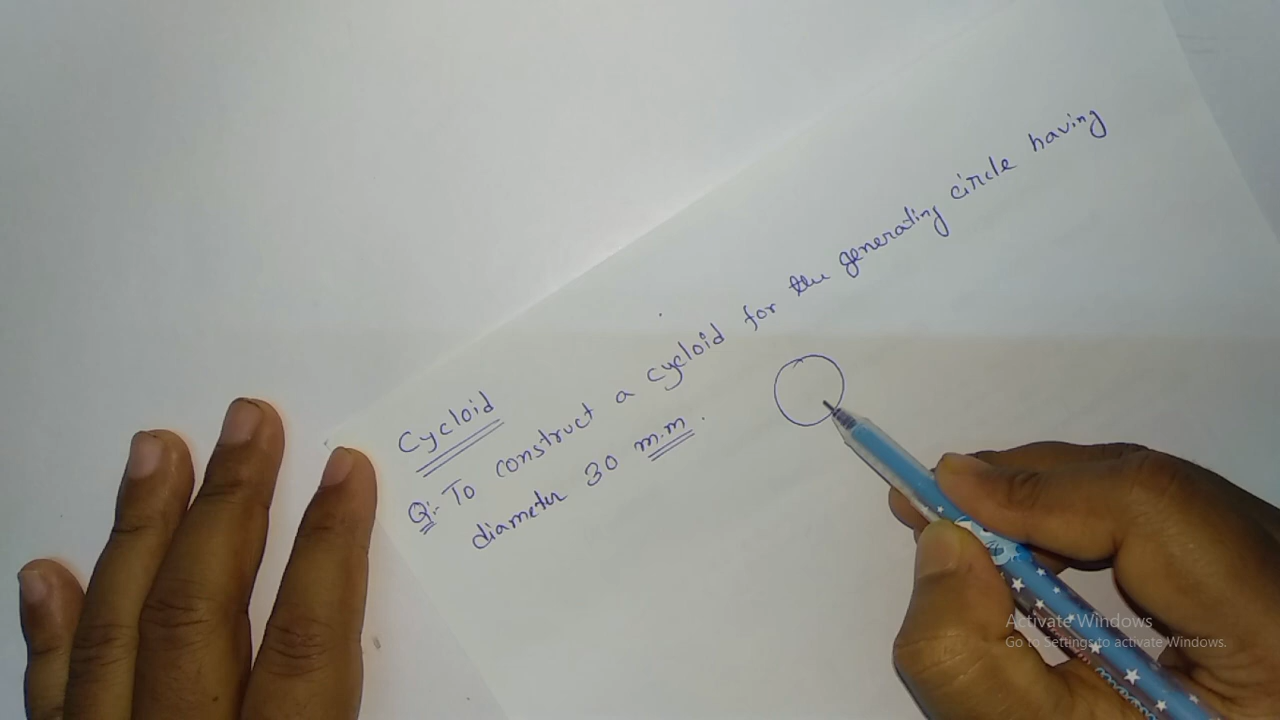 Cycloid
Q:- To construct a cycloid for the generating circle having
diameter 30 m.m.
Activate Windows
Go to Settings to activate Windows.